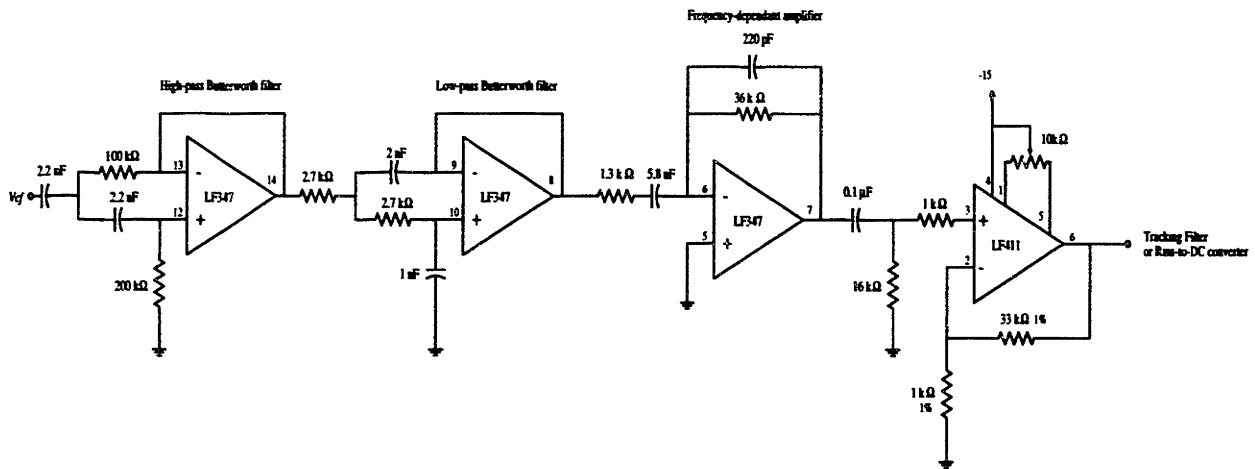 Frequency-dependant amplifier
220 pF
36 k Ω
High-pass Butterworth filter
Low-pass Butterworth filter
-15
10kΩ
2.2 nF
100 kΩ
13
-
14
LF347
2.2 nF
12
+
Vcf
200 kΩ
2.7 kΩ
2 nF
9
-
8
LF347
2.7 kΩ
10
+
1 nF
1.3 k Ω
5.8 nF
6
-
7
LF347
5
+
0.1 µF
16 kΩ
1 kΩ
4
1
3
+
5
6
LF411
2
-
Tracking Filter
or Rms-to-DC converter
33 kΩ 1%
1 k Ω
1%